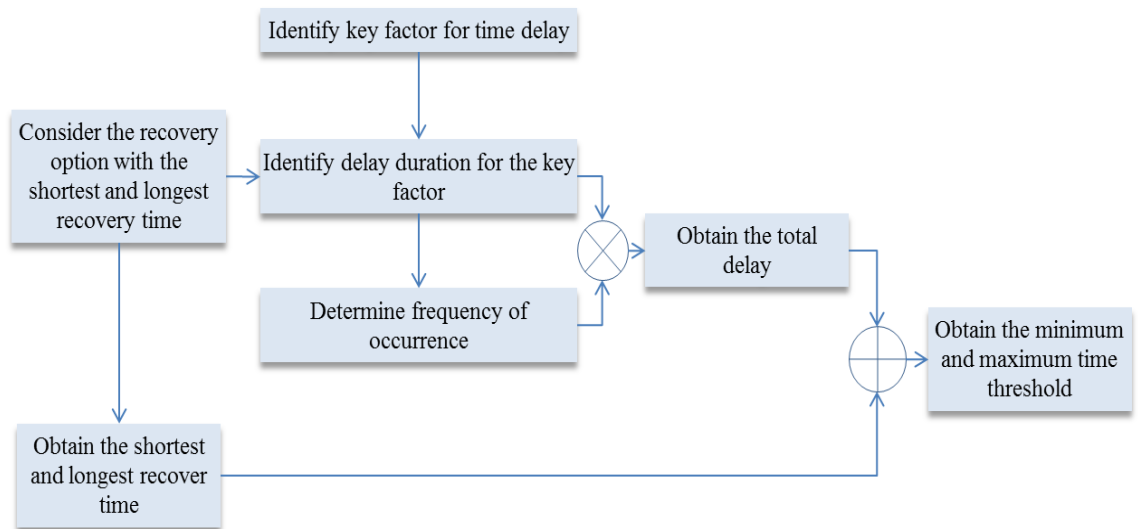 Identify key factor for time delay
Consider the recovery
option with the
shortest and longest
recovery time
Identify delay duration for the key
factor
Obtain the total
delay
Determine frequency of
occurrence
Obtain the minimum
and maximum time
threshold
Obtain the shortest
and longest recover
time